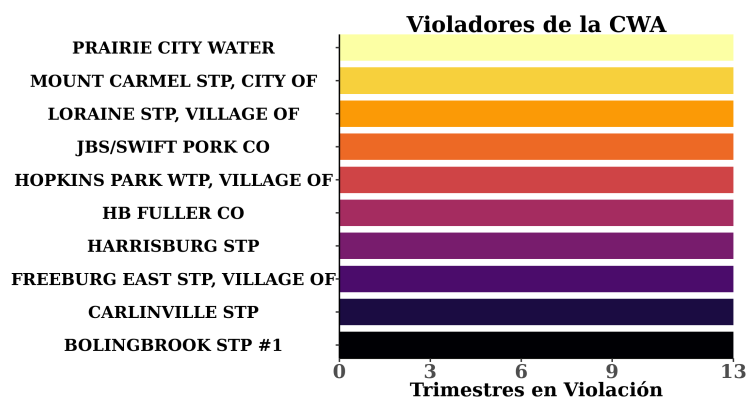 Violadores de la CWA
PRAIRIE CITY WATER
MOUNT CARMEL STP, CITY OF
LORAINE STP, VILLAGE OF
JBS/SWIFT PORK CO
HOPKINS PARK WTP, VILLAGE OF
HB FULLER CO
HARRISBURG STP
FREEBURG EAST STP, VILLAGE OF
CARLINVILLE STP
BOLINGBROOK STP #1
0 3 6 9 13
Trimestres en Violación